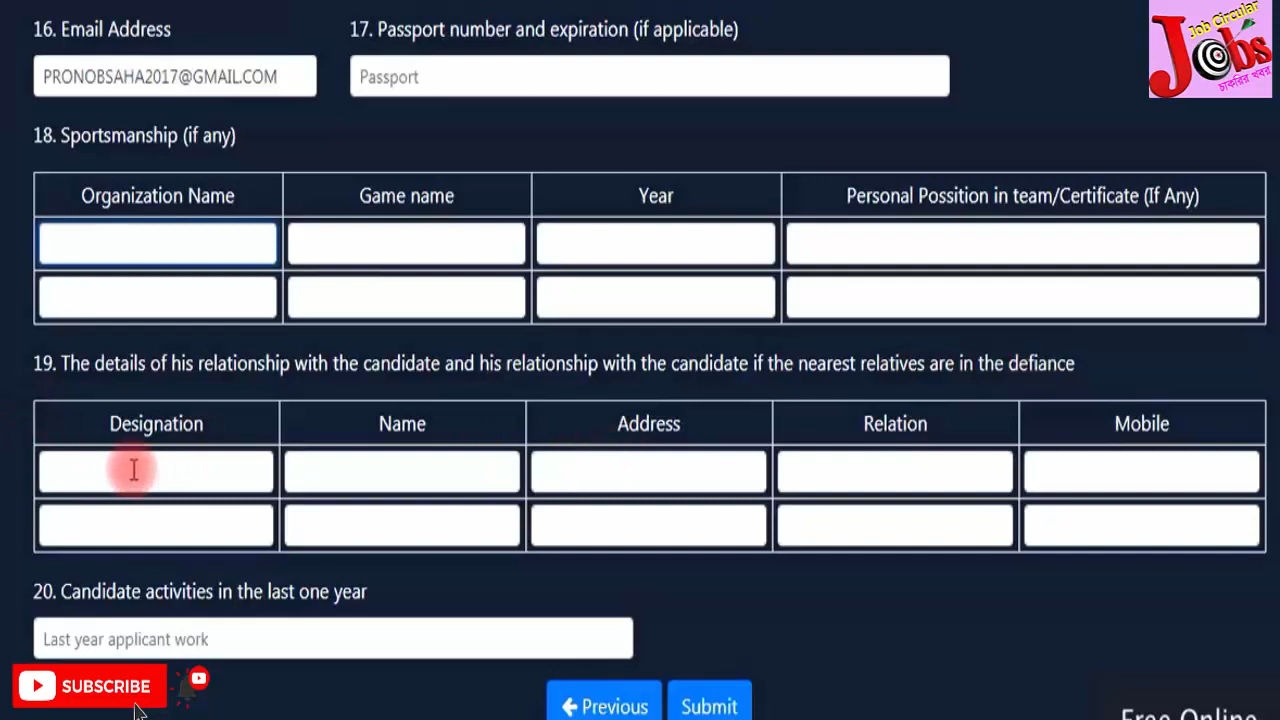 16. Email Address
17. Passport number and expiration (if applicable)
Job Circular
Jobs
চাকরির খবর
PRONOBSAHA2017@GMAIL.COM
Passport
18. Sportsmanship (if any)
Organization Name
Game name
Year
Personal Possition in team/Certificate (If Any)
19. The details of his relationship with the candidate and his relationship with the candidate if the nearest relatives are in the defiance
Designation
Name
Address
Relation
Mobile
20. Candidate activities in the last one year
Last year applicant work
SUBSCRIBE
Previous
Submit
Free Online